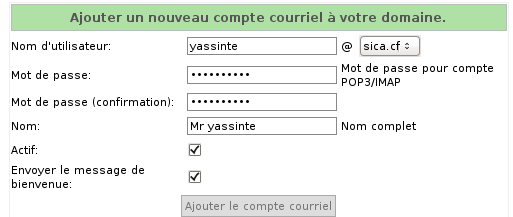 Ajouter un nouveau compte courriel à votre domaine.
Nom d'utilisateur: yassinte @ sica.cf
Mot de passe: •••••••••• Mot de passe pour compte
POP3/IMAP
Mot de passe (confirmation): ••••••••••
Nom: Mr yassinte Nom complet
Actif:
Envoyer le message de
bienvenue:
Ajouter le compte courriel